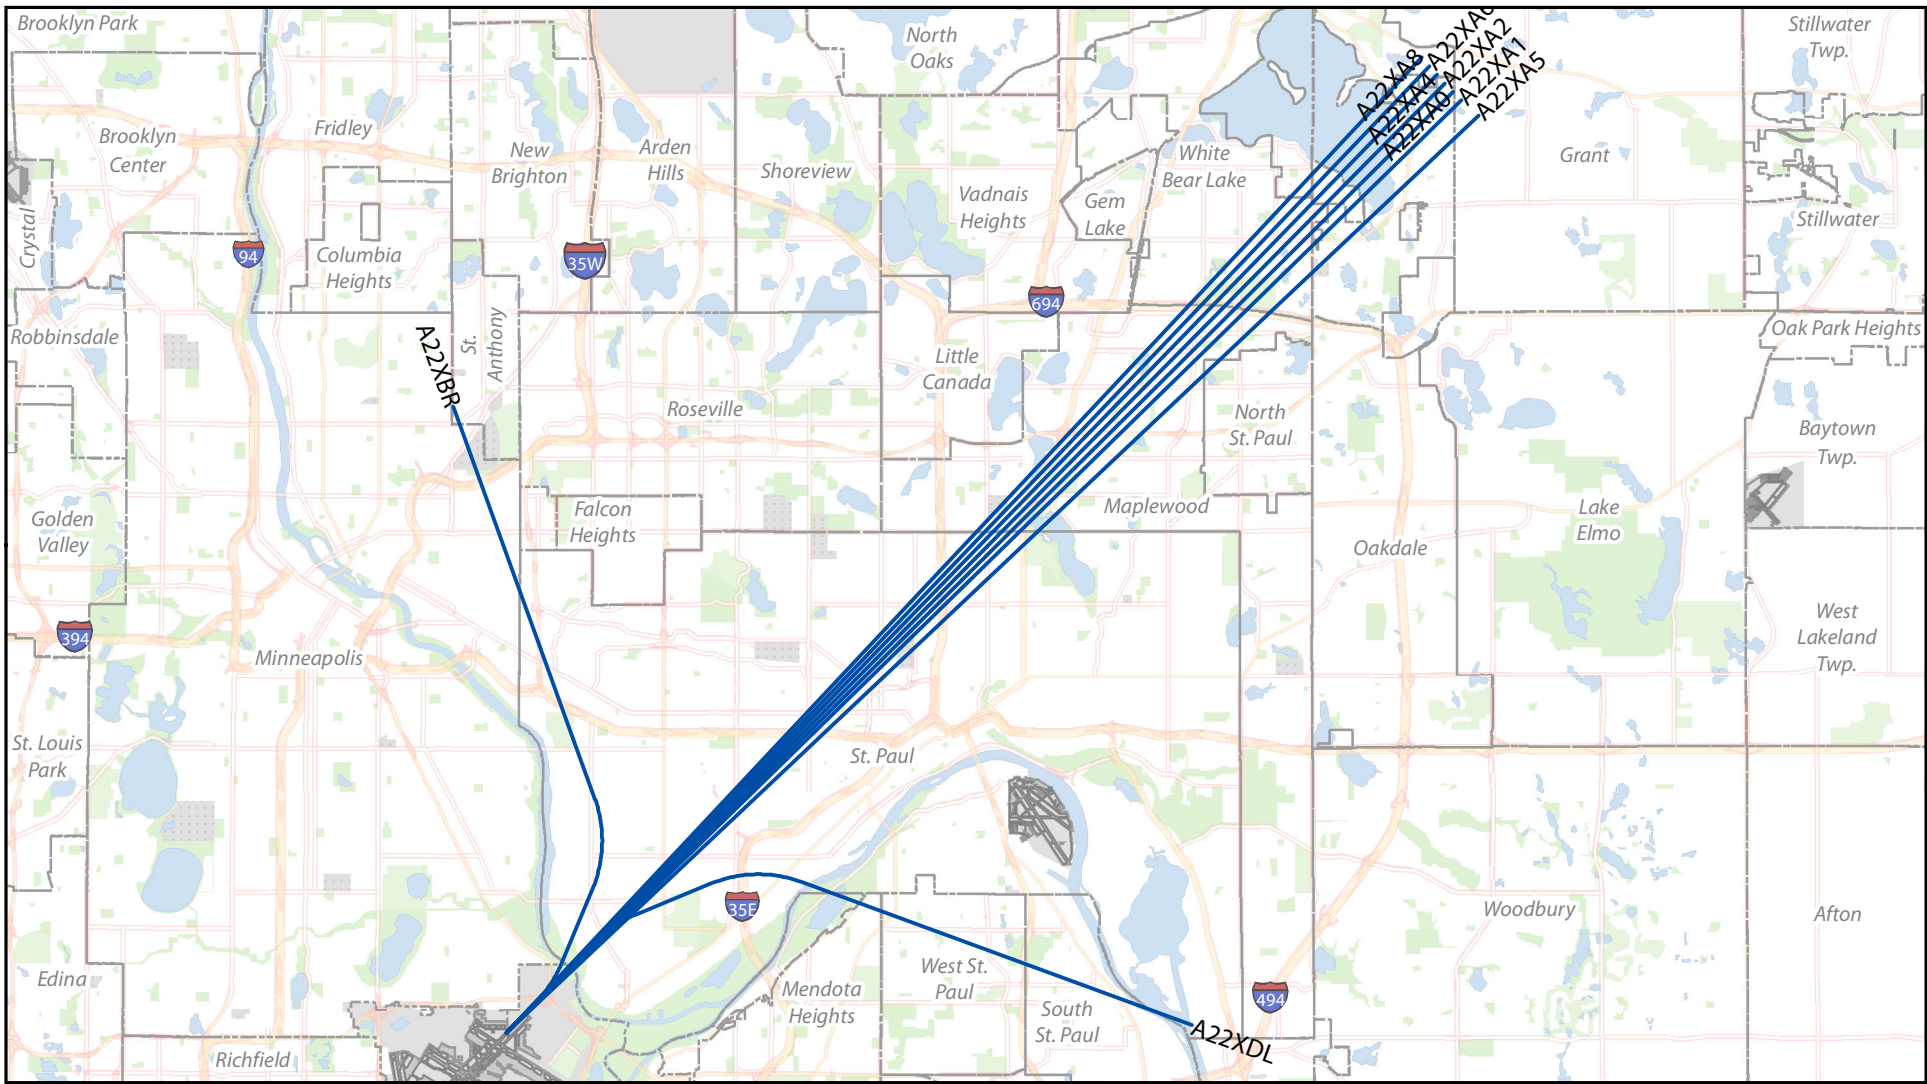 Brooklyn Park
North
Oaks
Stillwater
Twp.
A22XA8
A22XA2
A22XA1
A22XA5
A22XA4
A22XA0
Brooklyn
Center
Fridley
New
Brighton
Arden
Hills
Shoreview
White
Bear Lake
Grant
Vadnais
Heights
Gem
Lake
Stillwater
Crystal
94
Columbia
Heights
35W
694
Robbinsdale
A22XBR
St.
Anthony
Little
Canada
Oak Park Heights
Roseville
North
St. Paul
Baytown
Twp.
Golden
Valley
Falcon
Heights
Maplewood
Oakdale
Lake
Elmo
394
Minneapolis
West
Lakeland
Twp.
St. Louis
Park
St. Paul
35E
Woodbury
Afton
Edina
Mendota
Heights
West St.
Paul
South
St. Paul
494
A22XDL
Richfield